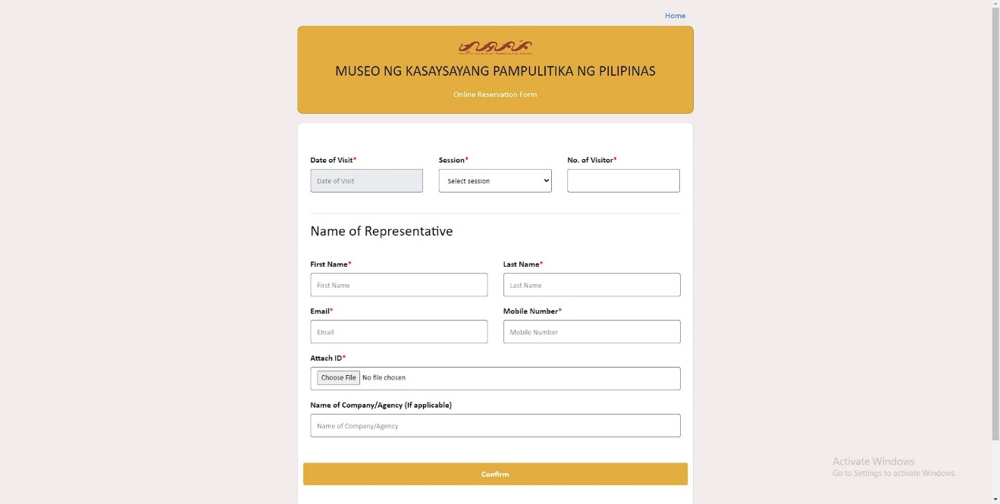 Home
MUSEO NG KASAYSAYANG PAMPULITIKA NG PILIPINAS
Online Reservation Form
Date of Visit* Session* No. of Visitor*
Date of Visit Select session
Name of Representative
First Name* Last Name*
First Name Last Name
Email* Mobile Number*
Email Mobile Number
Attach ID*
Choose File No file chosen
Name of Company/Agency (If applicable)
Name of Company/Agency
Confirm
Activate Windows
Go to Settings to activate Windows.